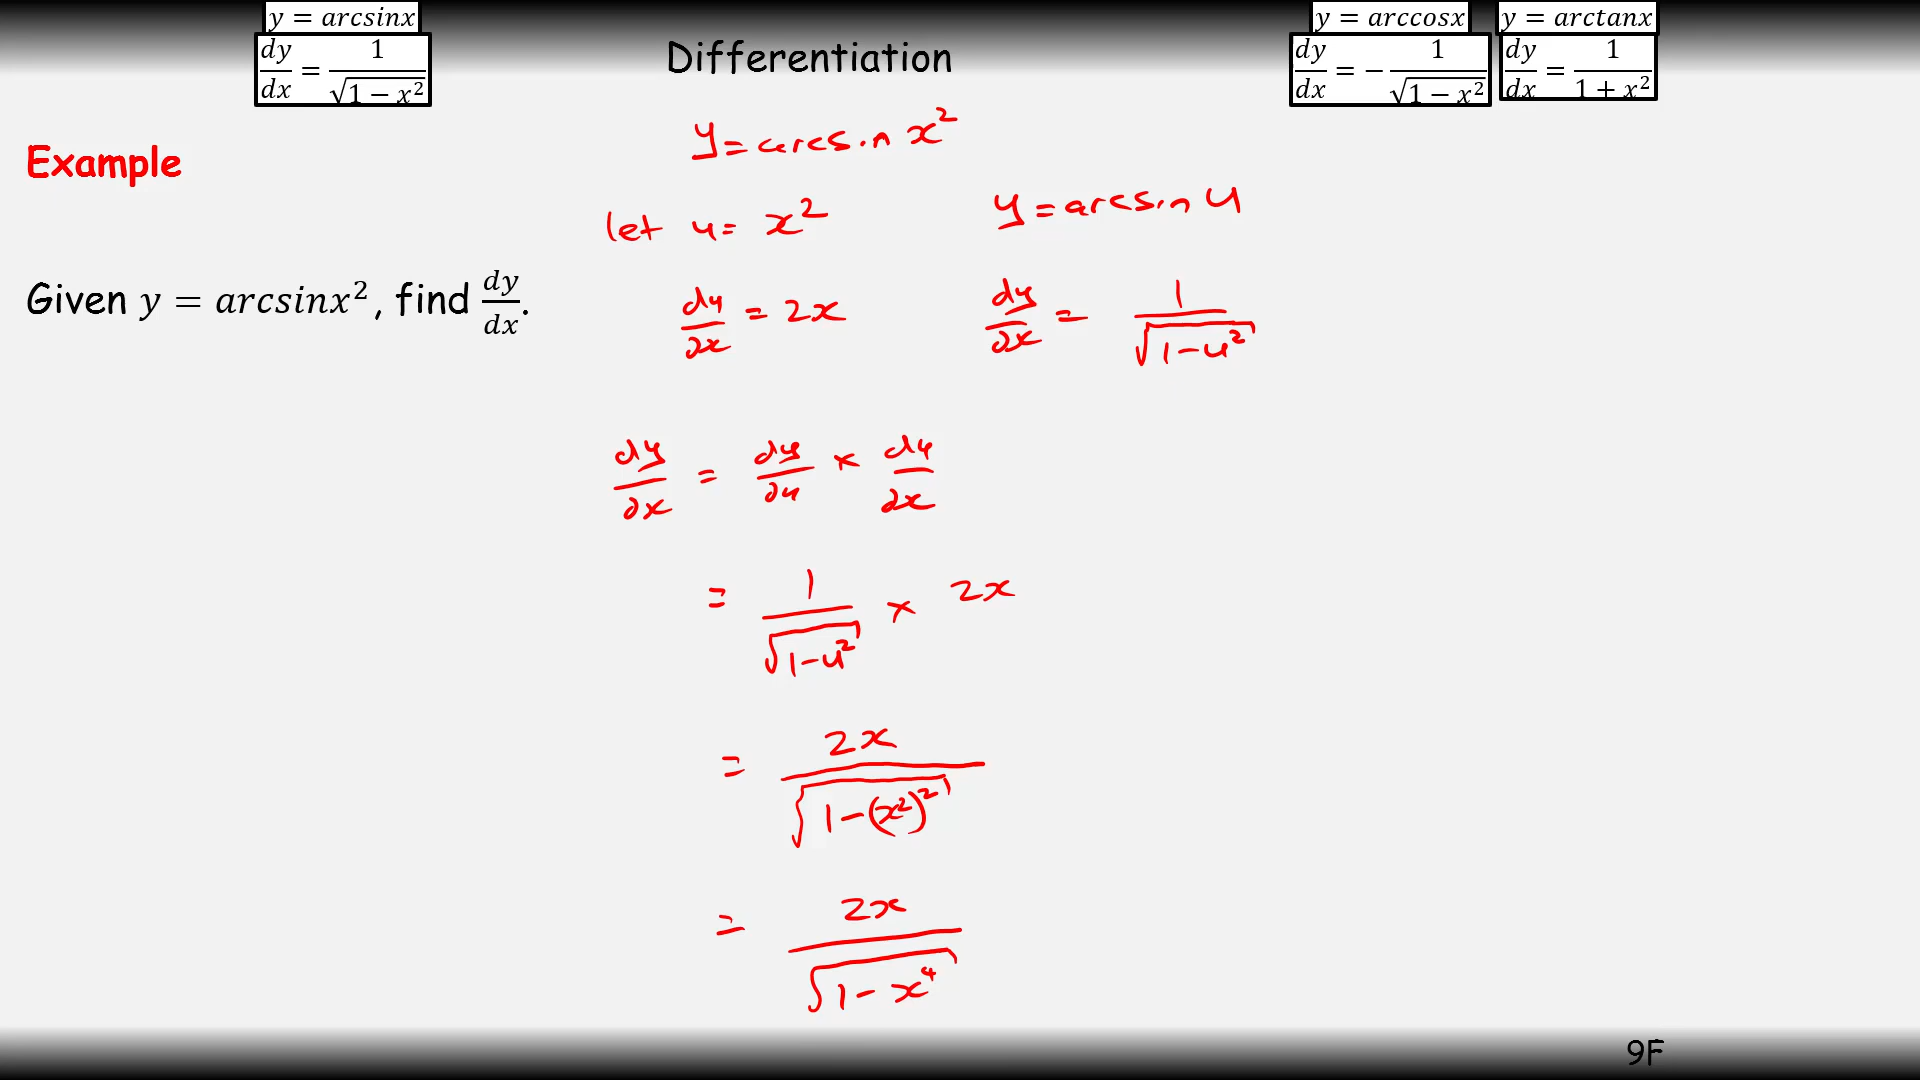 y = arcsinx
dy/dx = 1/√(1 − x²)
Differentiation
y = arccosx
dy/dx = − 1/√(1 − x²)
y = arctanx
dy/dx = 1/(1 + x²)
Example
Given y = arcsinx², find dy/dx.
y = arcsin x²
let u = x²
y = arcsin u
du/dx = 2x
dy/dx = 1/√(1−u²)
dy/dx = dy/du × du/dx
= 1/√(1−u²) × 2x
= 2x/√(1−(x²)²)
= 2x/√(1−x⁴)
9F